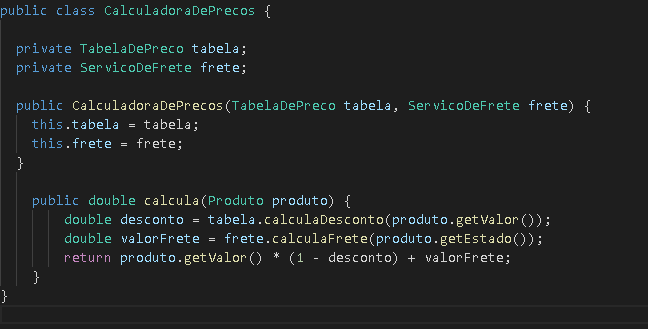 public class CalculadoraDePrecos {
private TabelaDePreco tabela;
private ServicoDeFrete frete;
public CalculadoraDePrecos(TabelaDePreco tabela, ServicoDeFrete frete) {
this.tabela = tabela;
this.frete = frete;
}
public double calcula(Produto produto) {
double desconto = tabela.calculaDesconto(produto.getValor());
double valorFrete = frete.calculaFrete(produto.getEstado());
return produto.getValor() * (1 - desconto) + valorFrete;
}
}